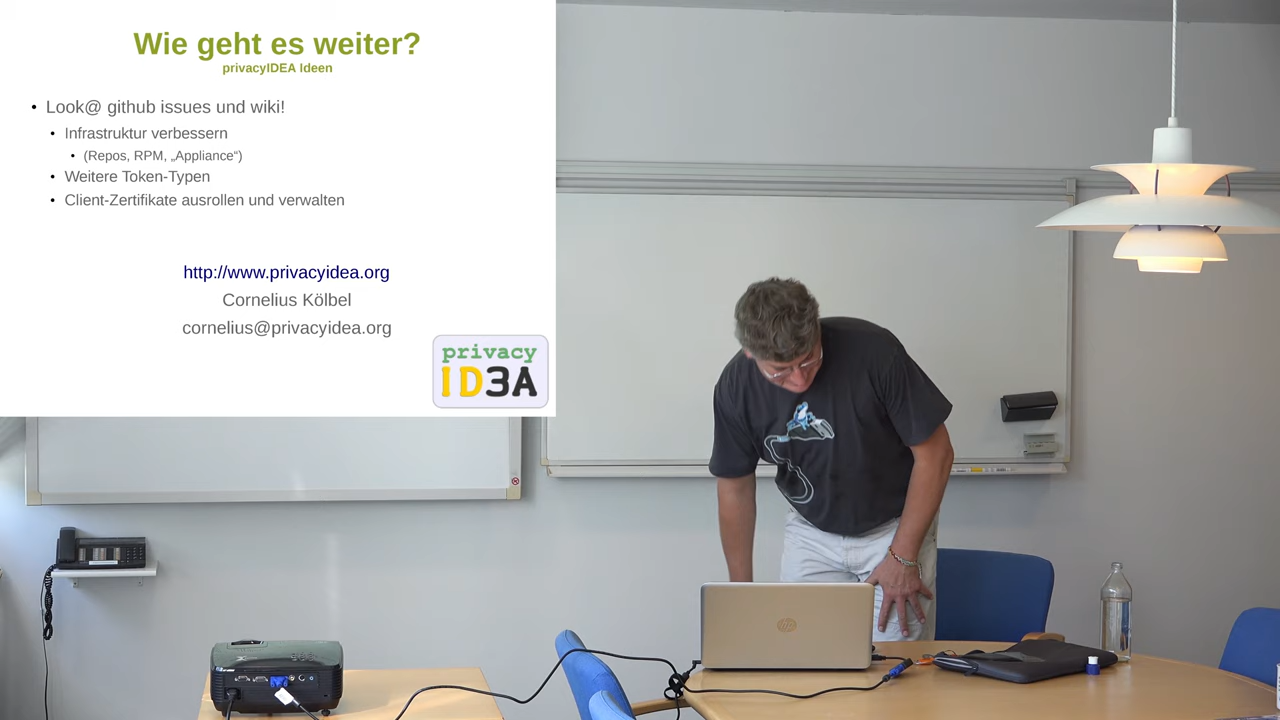 Wie geht es weiter?
privacyIDEA Ideen
• Look@ github issues und wiki!
• Infrastruktur verbessern
• (Repos, RPM, „Appliance“)
• Weitere Token-Typen
• Client-Zertifikate ausrollen und verwalten
http://www.privacyidea.org
Cornelius Kölbel
cornelius@privacyidea.org
privacy
ID3A
hp